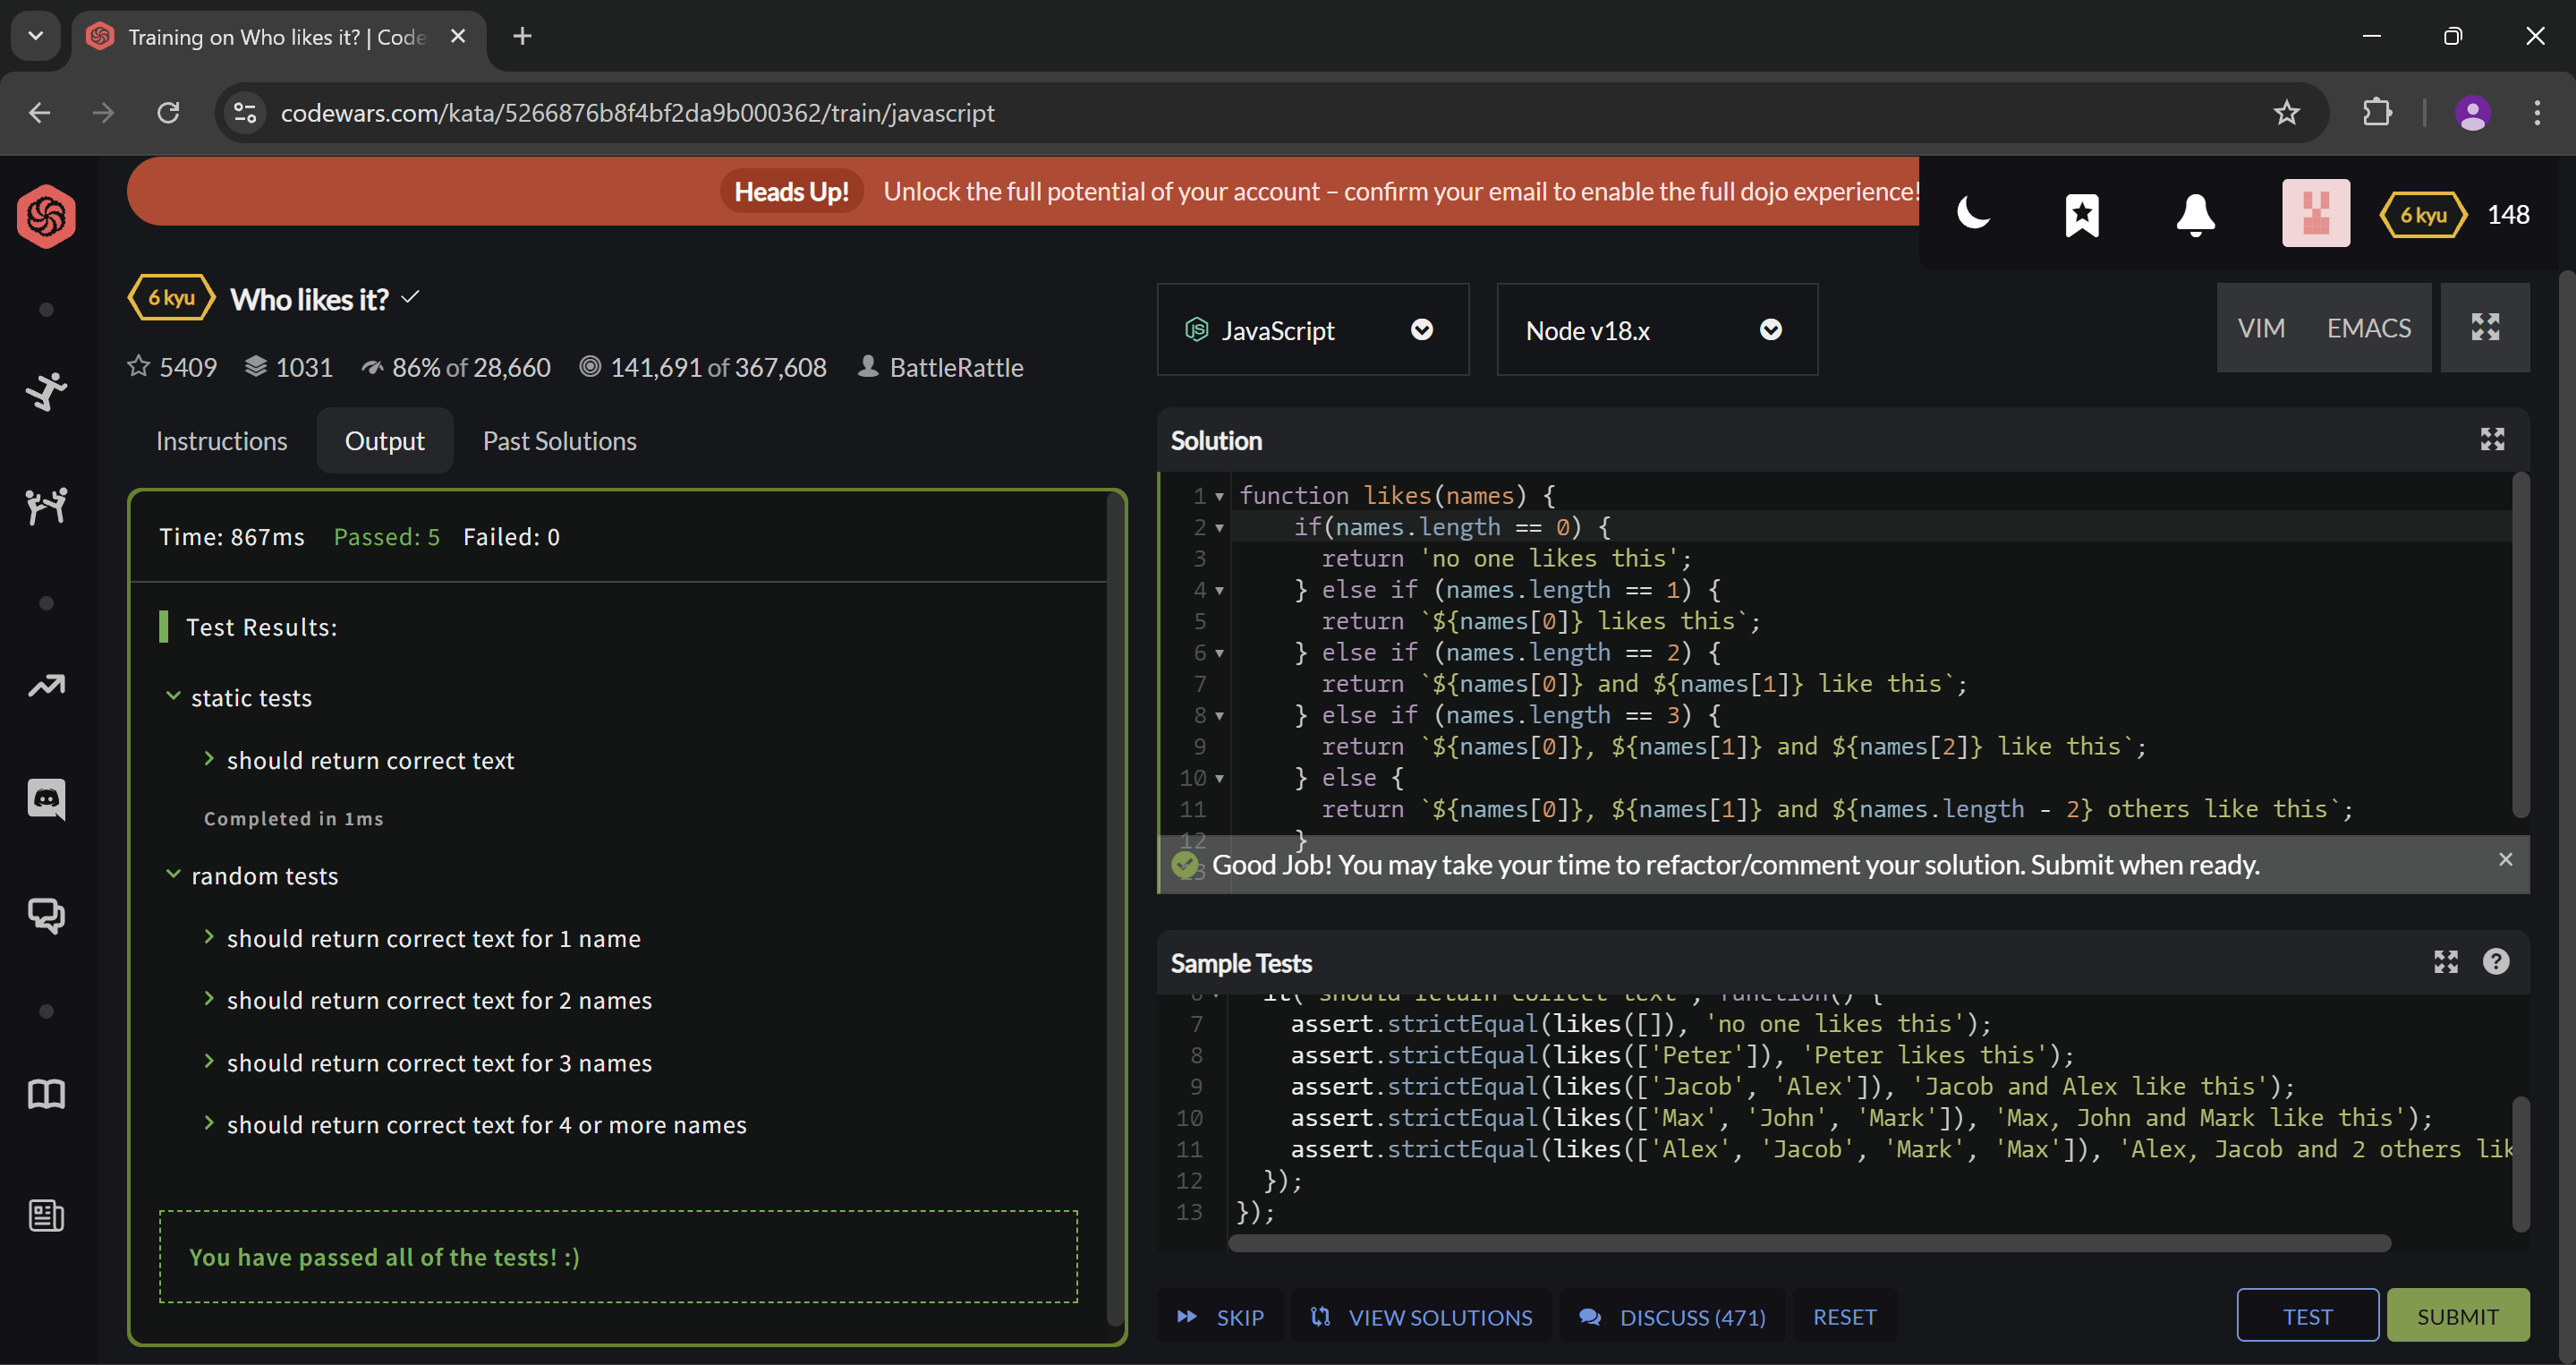 Training on Who likes it? | Code
codewars.com/kata/5266876b8f4bf2da9b000362/train/javascript
Heads Up! Unlock the full potential of your account – confirm your email to enable the full dojo experience!
6 kyu 148
6 kyu Who likes it?
5409 1031 86% of 28,660 141,691 of 367,608 BattleRattle
JavaScript
Node v18.x
VIM EMACS
Instructions Output Past Solutions
Time: 867ms Passed: 5 Failed: 0
Test Results:
static tests
should return correct text
Completed in 1ms
random tests
should return correct text for 1 name
should return correct text for 2 names
should return correct text for 3 names
should return correct text for 4 or more names
You have passed all of the tests! :)
Solution
1 function likes(names) {
2 if(names.length == 0) {
3 return 'no one likes this';
4 } else if (names.length == 1) {
5 return `${names[0]} likes this`;
6 } else if (names.length == 2) {
7 return `${names[0]} and ${names[1]} like this`;
8 } else if (names.length == 3) {
9 return `${names[0]}, ${names[1]} and ${names[2]} like this`;
10 } else {
11 return `${names[0]}, ${names[1]} and ${names.length - 2} others like this`;
12 }
13
Good Job! You may take your time to refactor/comment your solution. Submit when ready.
Sample Tests
6 it('should return correct text', function() {
7 assert.strictEqual(likes([]), 'no one likes this');
8 assert.strictEqual(likes(['Peter']), 'Peter likes this');
9 assert.strictEqual(likes(['Jacob', 'Alex']), 'Jacob and Alex like this');
10 assert.strictEqual(likes(['Max', 'John', 'Mark']), 'Max, John and Mark like this');
11 assert.strictEqual(likes(['Alex', 'Jacob', 'Mark', 'Max']), 'Alex, Jacob and 2 others lik
12 });
13 });
SKIP VIEW SOLUTIONS DISCUSS (471) RESET
TEST SUBMIT